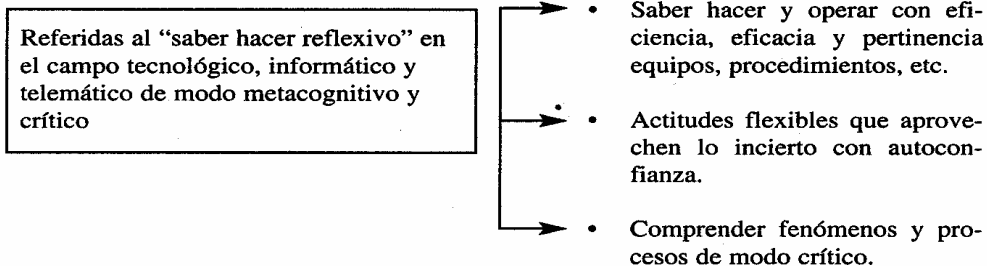 Referidas al “saber hacer reflexivo” en
el campo tecnológico, informático y
telemático de modo metacognitivo y
crítico
• Saber hacer y operar con efi-
ciencia, eficacia y pertinencia
equipos, procedimientos, etc.
• Actitudes flexibles que aprove-
chen lo incierto con autocon-
fianza.
• Comprender fenómenos y pro-
cesos de modo crítico.